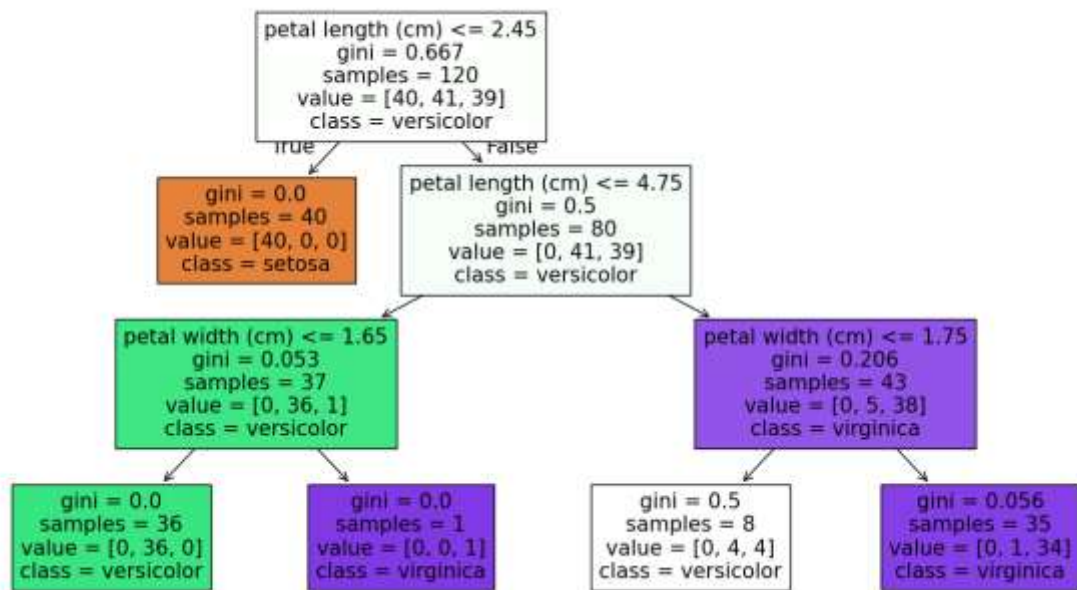 petal length (cm) <= 2.45
gini = 0.667
samples = 120
value = [40, 41, 39]
class = versicolor
True
False
gini = 0.0
samples = 40
value = [40, 0, 0]
class = setosa
petal length (cm) <= 4.75
gini = 0.5
samples = 80
value = [0, 41, 39]
class = versicolor
petal width (cm) <= 1.65
gini = 0.053
samples = 37
value = [0, 36, 1]
class = versicolor
petal width (cm) <= 1.75
gini = 0.206
samples = 43
value = [0, 5, 38]
class = virginica
gini = 0.0
samples = 36
value = [0, 36, 0]
class = versicolor
gini = 0.0
samples = 1
value = [0, 0, 1]
class = virginica
gini = 0.5
samples = 8
value = [0, 4, 4]
class = versicolor
gini = 0.056
samples = 35
value = [0, 1, 34]
class = virginica